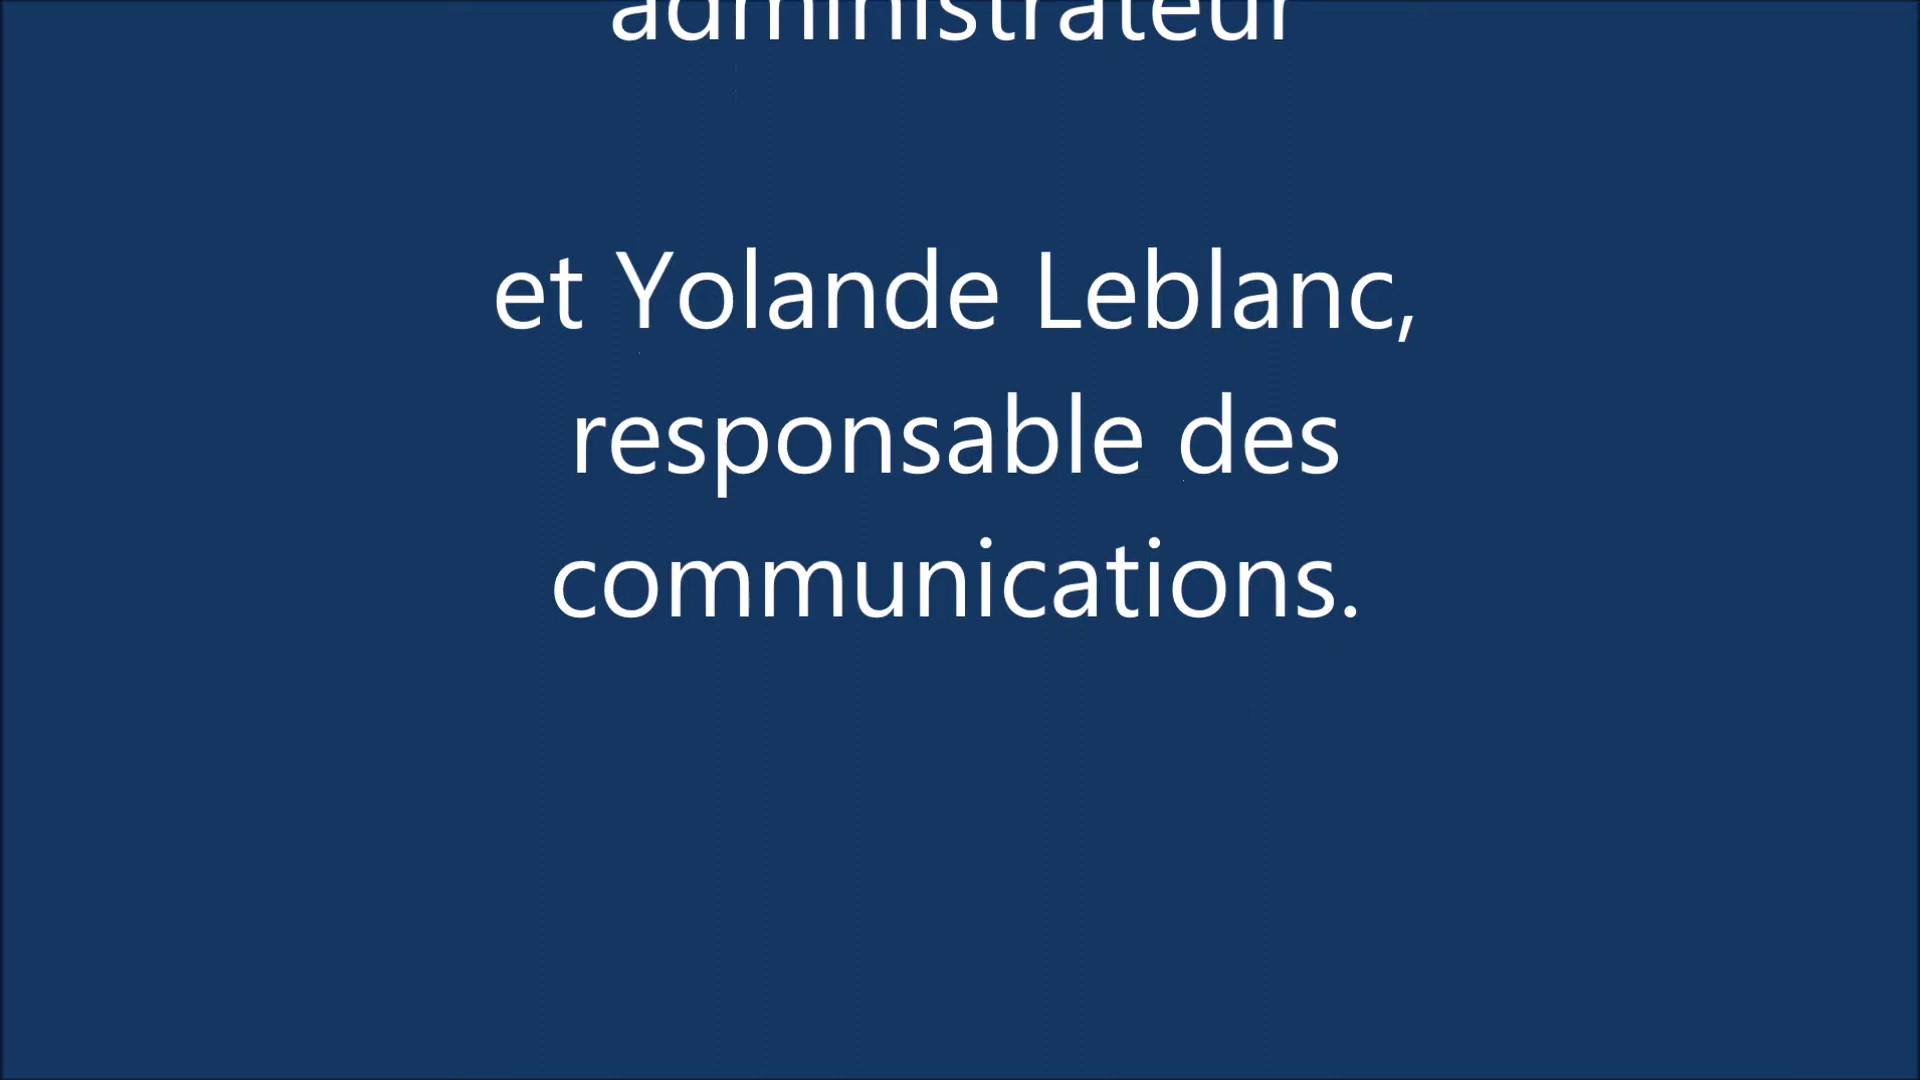 administrateur
et Yolande Leblanc,
responsable des
communications.